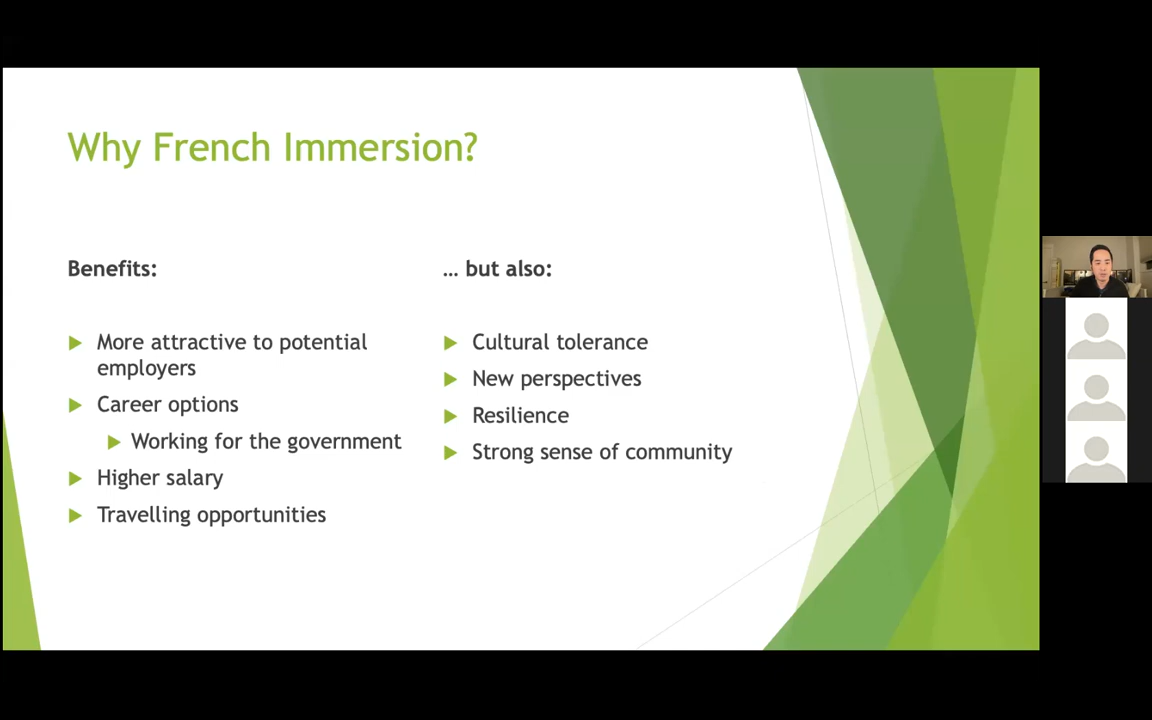 Why French Immersion?
Benefits:
More attractive to potential
employers
Career options
Working for the government
Higher salary
Travelling opportunities
... but also:
Cultural tolerance
New perspectives
Resilience
Strong sense of community